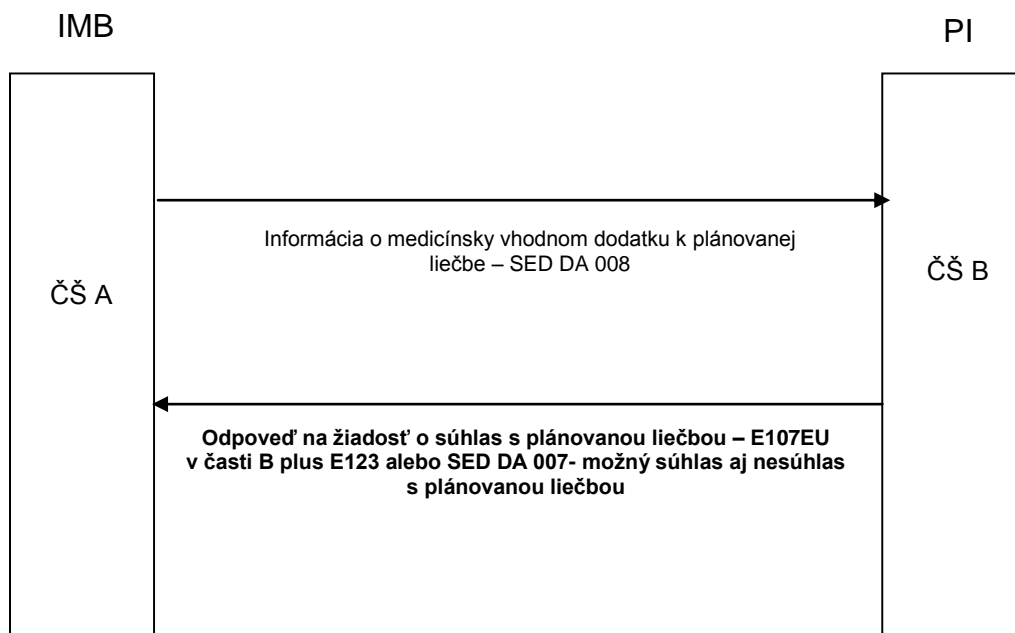 IMB
PI
Informácia o medicínsky vhodnom dodatku k plánovanej
liečbe – SED DA 008
ČŠ A
ČŠ B
Odpoveď na žiadosť o súhlas s plánovanou liečbou – E107EU
v časti B plus E123 alebo SED DA 007- možný súhlas aj nesúhlas
s plánovanou liečbou